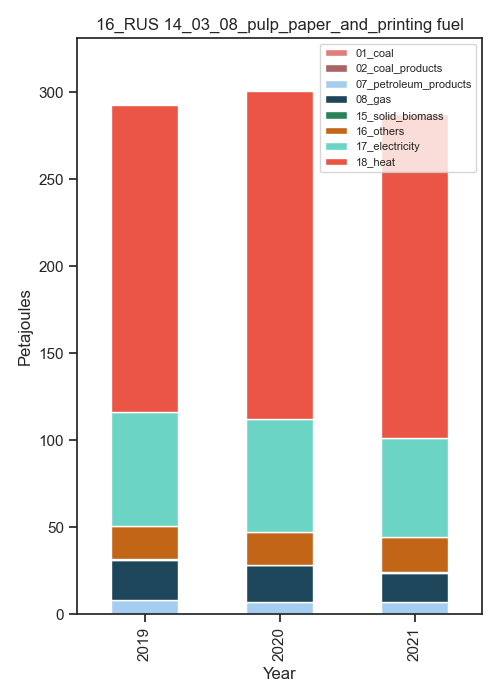 16_RUS 14_03_08_pulp_paper_and_printing fuel
01_coal
02_coal_products
07_petroleum_products
08_gas
15_solid_biomass
16_others
17_electricity
18_heat
Petajoules
300
250
200
150
100
50
0
2019
2020
2021
Year